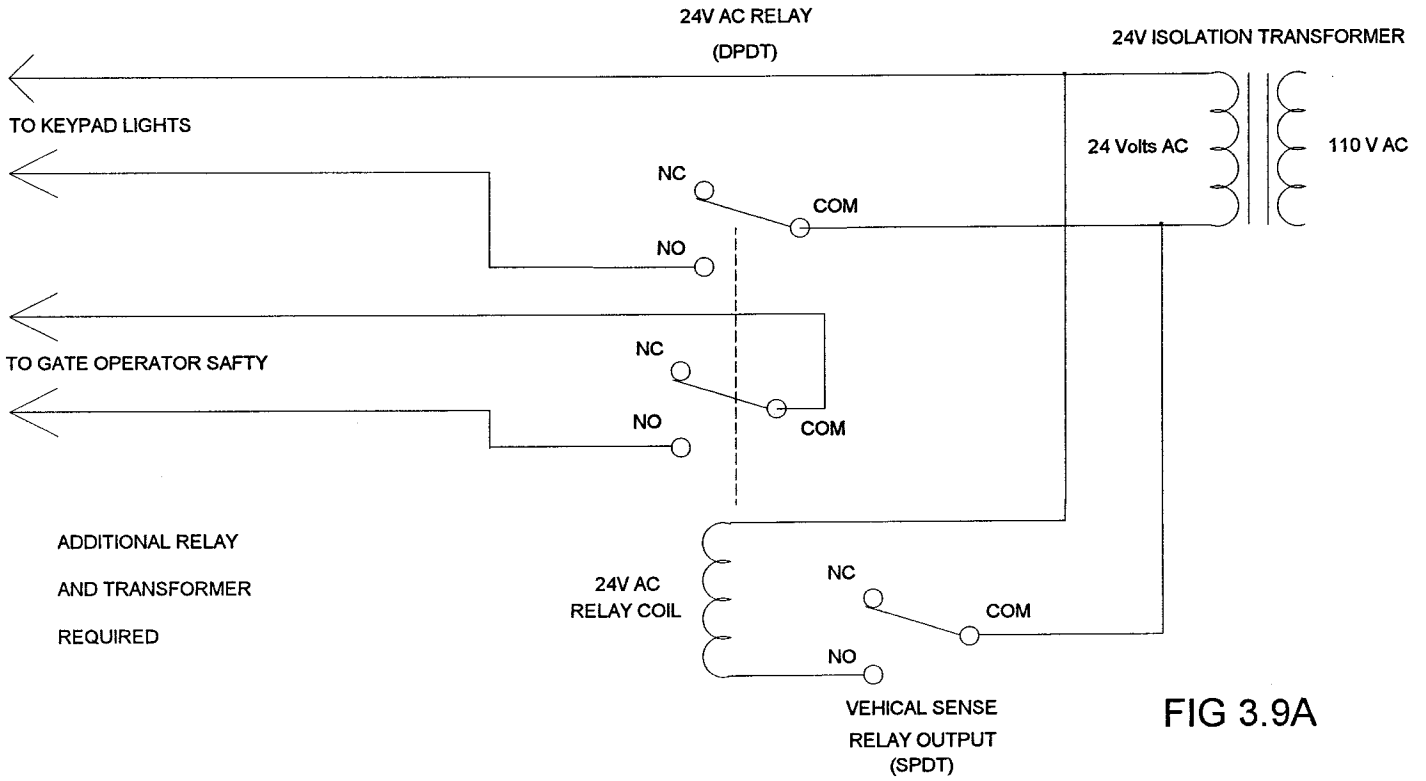 24V AC RELAY
(DPDT)
24V ISOLATION TRANSFORMER
TO KEYPAD LIGHTS
24 Volts AC
110 V AC
NC
COM
NO
TO GATE OPERATOR SAFTY
NC
NO
COM
ADDITIONAL RELAY
AND TRANSFORMER
REQUIRED
24V AC
RELAY COIL
NC
COM
NO
VEHICAL SENSE
RELAY OUTPUT
(SPDT)
FIG 3.9A